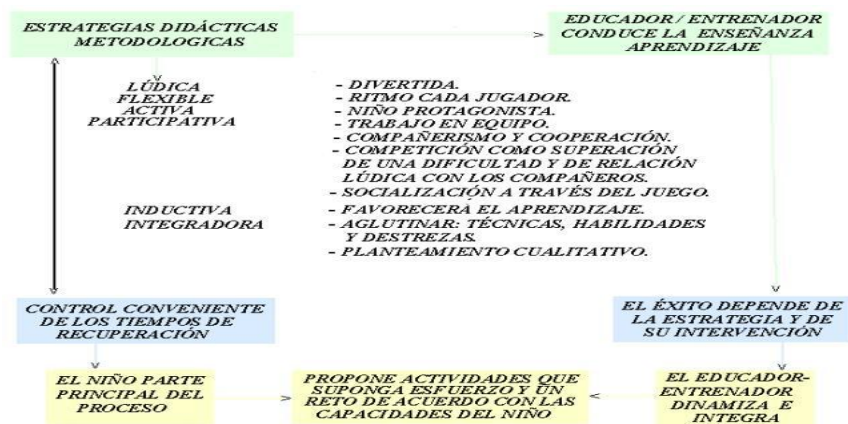 ESTRATEGIAS DIDÁCTICAS
METODOLOGICAS
EDUCADOR / ENTRENADOR
CONDUCE LA ENSEÑANZA
APRENDIZAJE
LÚDICA
FLEXIBLE
ACTIVA
PARTICIPATIVA
- DIVERTIDA.
- RITMO CADA JUGADOR.
- NIÑO PROTAGONISTA.
- TRABAJO EN EQUIPO.
- COMPAÑERISMO Y COOPERACIÓN.
- COMPETICIÓN COMO SUPERACIÓN
DE UNA DIFICULTAD Y DE RELACIÓN
LÚDICA CON LOS COMPAÑEROS.
- SOCIALIZACIÓN A TRAVÉS DEL JUEGO.
INDUCTIVA
INTEGRADORA
- FAVORECERÁ EL APRENDIZAJE.
- AGLUTINAR: TÉCNICAS, HABILIDADES
Y DESTREZAS.
- PLANTEAMIENTO CUALITATIVO.
CONTROL CONVENIENTE
DE LOS TIEMPOS DE
RECUPERACIÓN
EL ÉXITO DEPENDE DE
LA ESTRATEGIA Y DE
SU INTERVENCIÓN
EL NIÑO PARTE
PRINCIPAL DEL
PROCESO
PROPONE ACTIVIDADES QUE
SUPONGA ESFUERZO Y UN
RETO DE ACUERDO CON LAS
CAPACIDADES DEL NIÑO
EL EDUCADOR-
ENTRENADOR
DINAMIZA E
INTEGRA